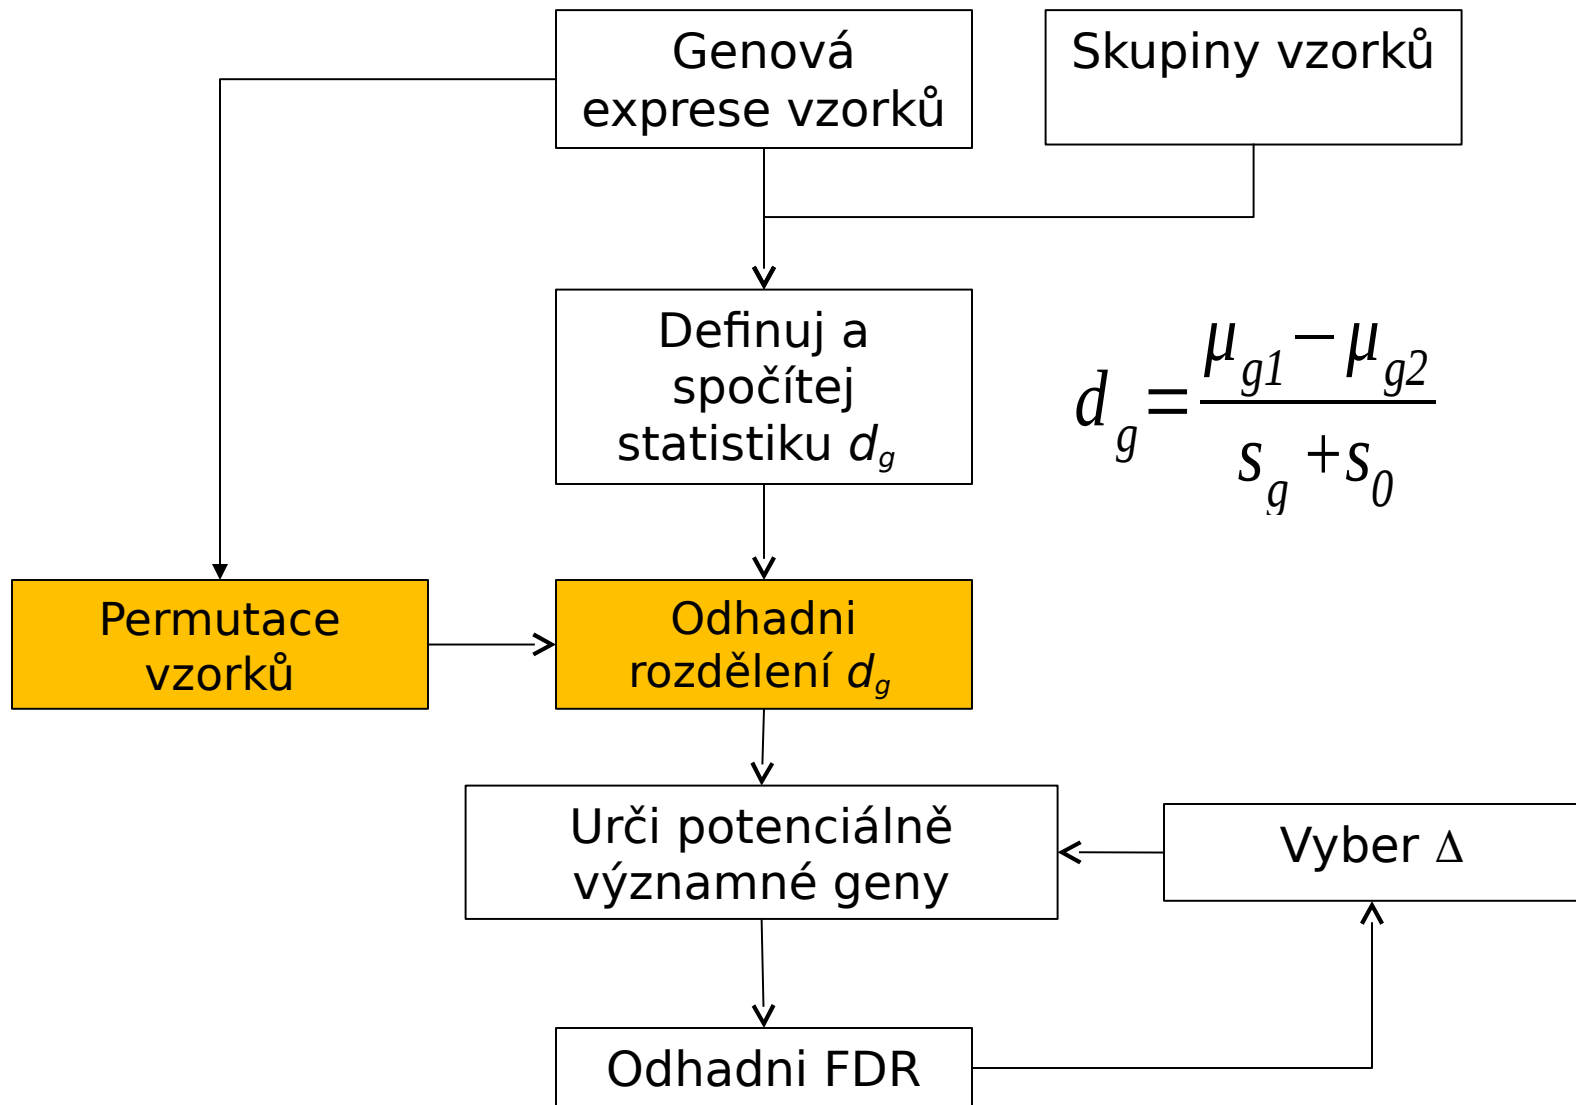 Genová
exprese vzorků
Skupiny vzorků
Definuj a
spočítej
statistiku d_g
d_g = (μ_g1 − μ_g2) / (s_g + s_0)
Permutace
vzorků
Odhadni
rozdělení d_g
Urči potenciálně
významné geny
Vyber Δ
Odhadni FDR